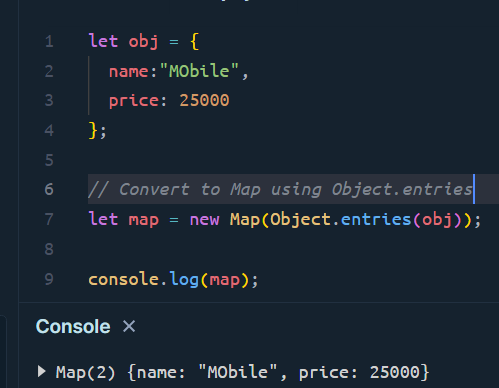 1 let obj = {
2   name:"MObile",
3   price: 25000
4 };
5
6 // Convert to Map using Object.entries
7 let map = new Map(Object.entries(obj));
8
9 console.log(map);
Console ×
▶ Map(2) {name: "MObile", price: 25000}